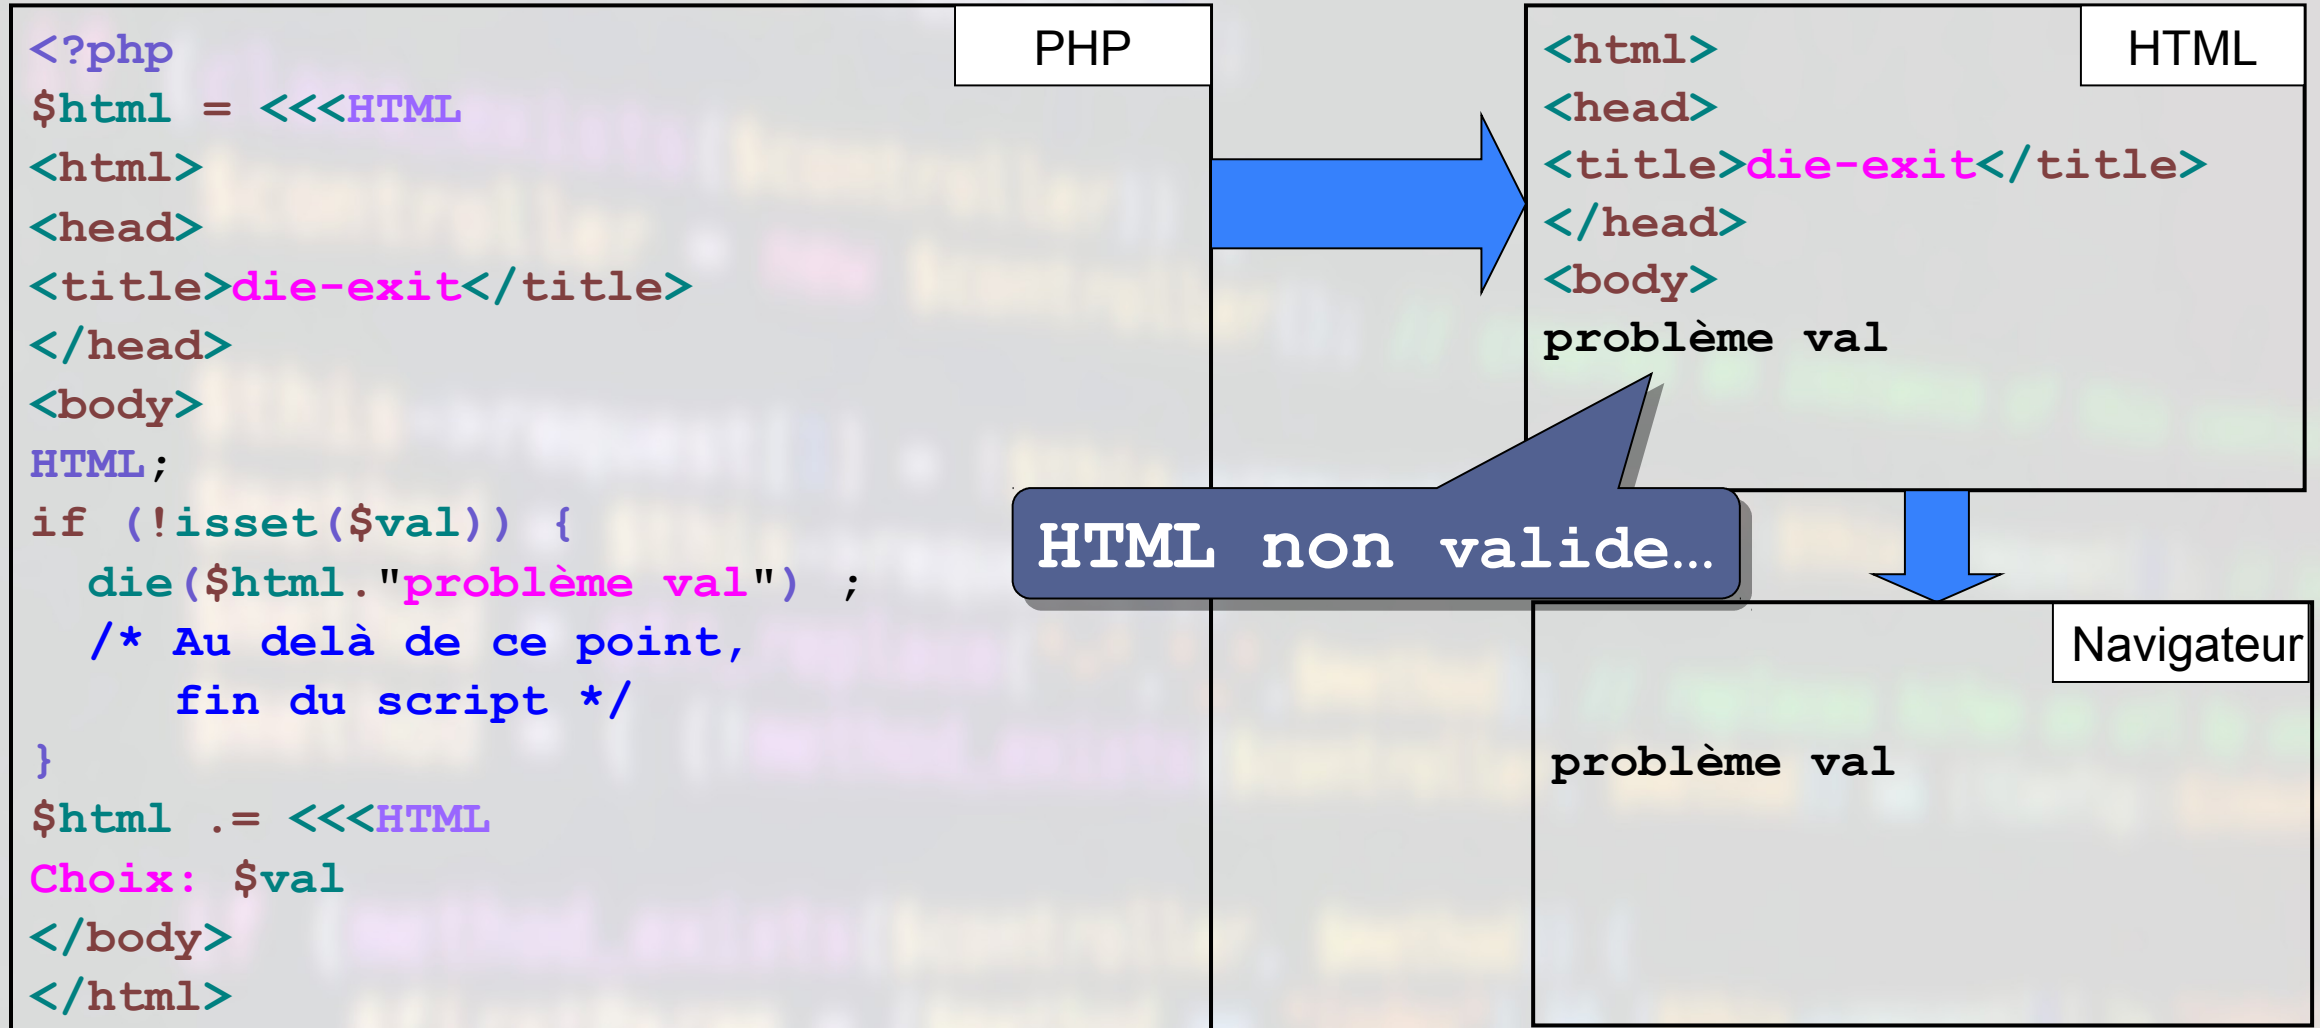 PHP
<?php
$html = <<<HTML
<html>
<head>
<title>die-exit</title>
</head>
<body>
HTML;
if (!isset($val)) {
  die($html."problème val") ;
  /* Au delà de ce point,
     fin du script */
}
$html .= <<<HTML
Choix: $val
</body>
</html>
HTML
<html>
<head>
<title>die-exit</title>
</head>
<body>
problème val
HTML non valide…
Navigateur
problème val